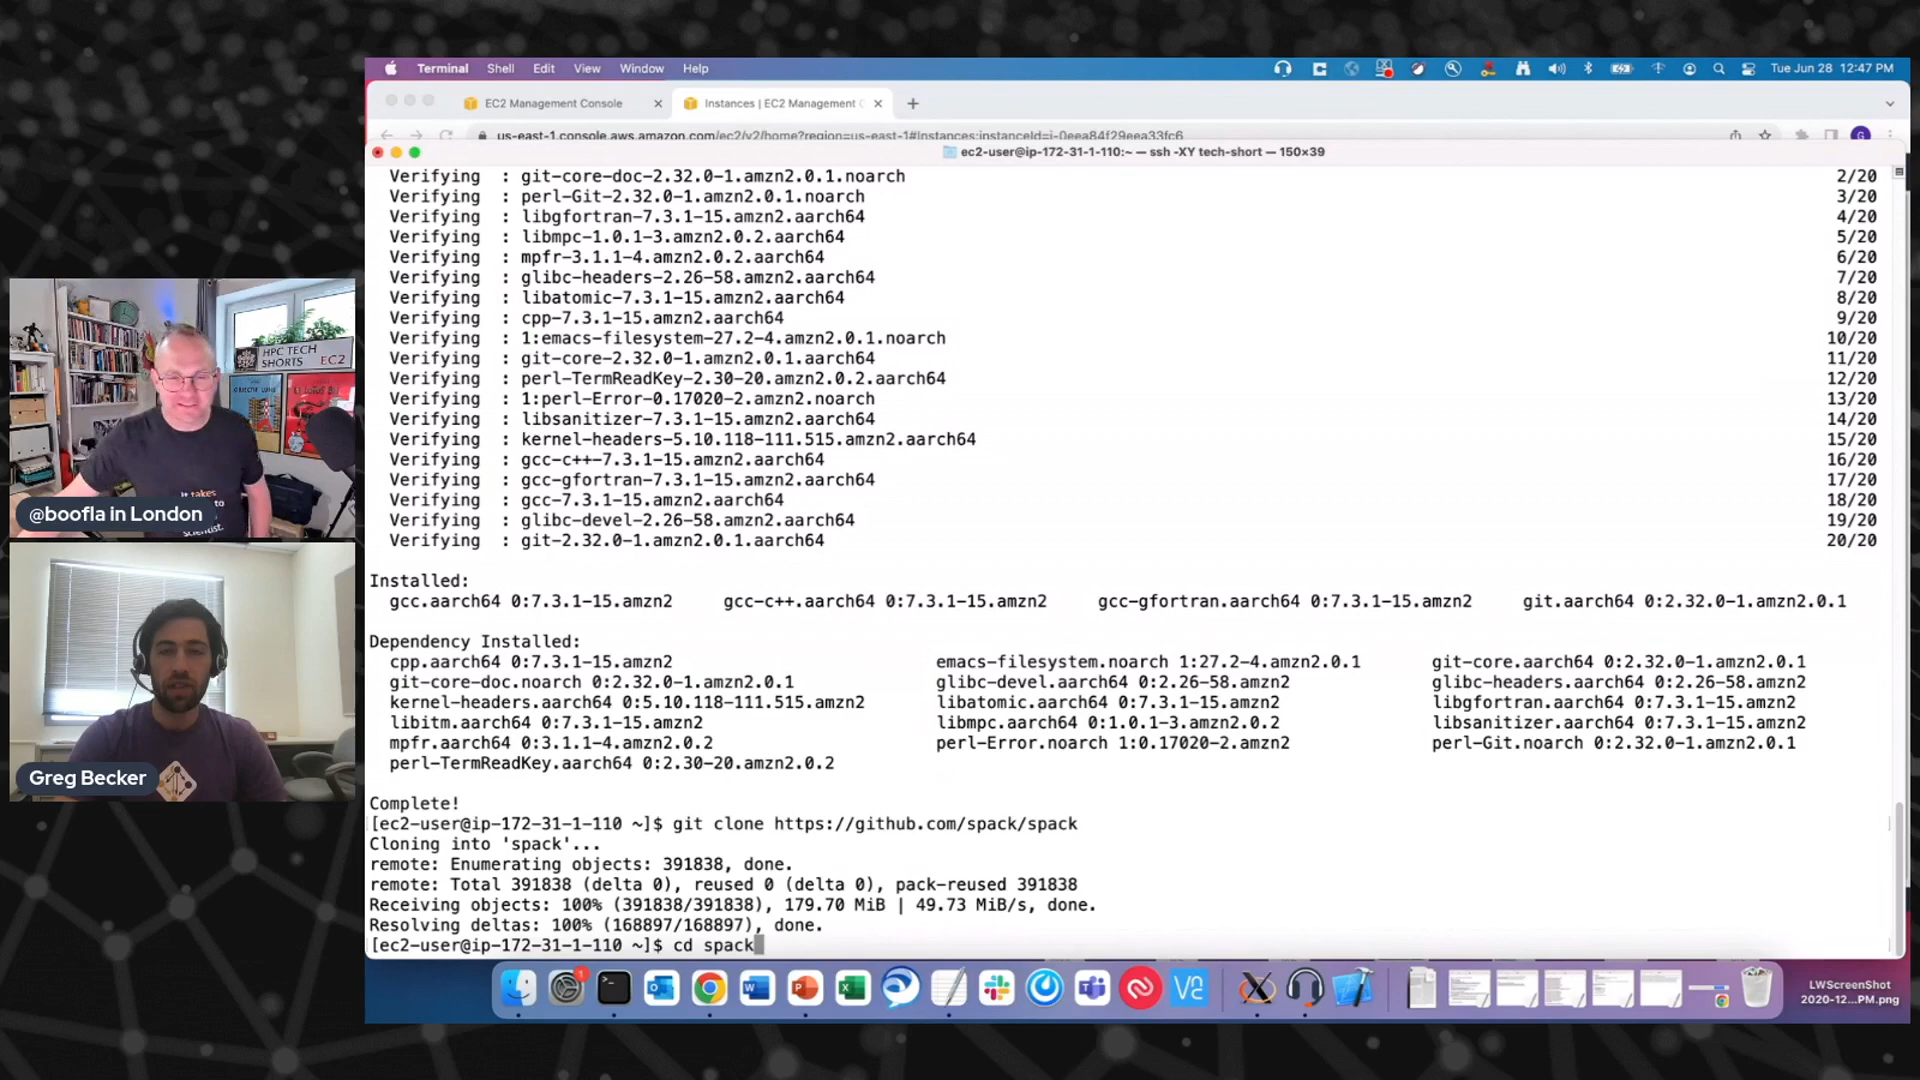 Terminal Shell Edit View Window Help
Tue Jun 28 12:47 PM
EC2 Management Console
Instances | EC2 Management C
us-east-1.console.aws.amazon.com/ec2/v2/home?region=us-east-1#Instances:instanceId=i-0eea84f29eea33fc6
ec2-user@ip-172-31-1-110:~ — ssh -XY tech-short — 150×39
Verifying : git-core-doc-2.32.0-1.amzn2.0.1.noarch 2/20
Verifying : perl-Git-2.32.0-1.amzn2.0.1.noarch 3/20
Verifying : libgfortran-7.3.1-15.amzn2.aarch64 4/20
Verifying : libmpc-1.0.1-3.amzn2.0.2.aarch64 5/20
Verifying : mpfr-3.1.1-4.amzn2.0.2.aarch64 6/20
Verifying : glibc-headers-2.26-58.amzn2.aarch64 7/20
Verifying : libatomic-7.3.1-15.amzn2.aarch64 8/20
Verifying : cpp-7.3.1-15.amzn2.aarch64 9/20
Verifying : 1:emacs-filesystem-27.2-4.amzn2.0.1.noarch 10/20
Verifying : git-core-2.32.0-1.amzn2.0.1.aarch64 11/20
Verifying : perl-TermReadKey-2.30-20.amzn2.0.2.aarch64 12/20
Verifying : 1:perl-Error-0.17020-2.amzn2.noarch 13/20
Verifying : libsanitizer-7.3.1-15.amzn2.aarch64 14/20
Verifying : kernel-headers-5.10.118-111.515.amzn2.aarch64 15/20
Verifying : gcc-c++-7.3.1-15.amzn2.aarch64 16/20
Verifying : gcc-gfortran-7.3.1-15.amzn2.aarch64 17/20
Verifying : gcc-7.3.1-15.amzn2.aarch64 18/20
Verifying : glibc-devel-2.26-58.amzn2.aarch64 19/20
Verifying : git-2.32.0-1.amzn2.0.1.aarch64 20/20
Installed:
gcc.aarch64 0:7.3.1-15.amzn2 gcc-c++.aarch64 0:7.3.1-15.amzn2 gcc-gfortran.aarch64 0:7.3.1-15.amzn2 git.aarch64 0:2.32.0-1.amzn2.0.1
Dependency Installed:
cpp.aarch64 0:7.3.1-15.amzn2 emacs-filesystem.noarch 1:27.2-4.amzn2.0.1 git-core.aarch64 0:2.32.0-1.amzn2.0.1
git-core-doc.noarch 0:2.32.0-1.amzn2.0.1 glibc-devel.aarch64 0:2.26-58.amzn2 glibc-headers.aarch64 0:2.26-58.amzn2
kernel-headers.aarch64 0:5.10.118-111.515.amzn2 libatomic.aarch64 0:7.3.1-15.amzn2 libgfortran.aarch64 0:7.3.1-15.amzn2
libitm.aarch64 0:7.3.1-15.amzn2 libmpc.aarch64 0:1.0.1-3.amzn2.0.2 libsanitizer.aarch64 0:7.3.1-15.amzn2
mpfr.aarch64 0:3.1.1-4.amzn2.0.2 perl-Error.noarch 1:0.17020-2.amzn2 perl-Git.noarch 0:2.32.0-1.amzn2.0.1
perl-TermReadKey.aarch64 0:2.30-20.amzn2.0.2
Complete!
[ec2-user@ip-172-31-1-110 ~]$ git clone https://github.com/spack/spack
Cloning into 'spack'...
remote: Enumerating objects: 391838, done.
remote: Total 391838 (delta 0), reused 0 (delta 0), pack-reused 391838
Receiving objects: 100% (391838/391838), 179.70 MiB | 49.73 MiB/s, done.
Resolving deltas: 100% (168897/168897), done.
[ec2-user@ip-172-31-1-110 ~]$ cd spack
LWScreenShot
2020-12...PM.png
HPC TECH
SHORTS EC2
It takes
to
scientist.
@boofla in London
Greg Becker